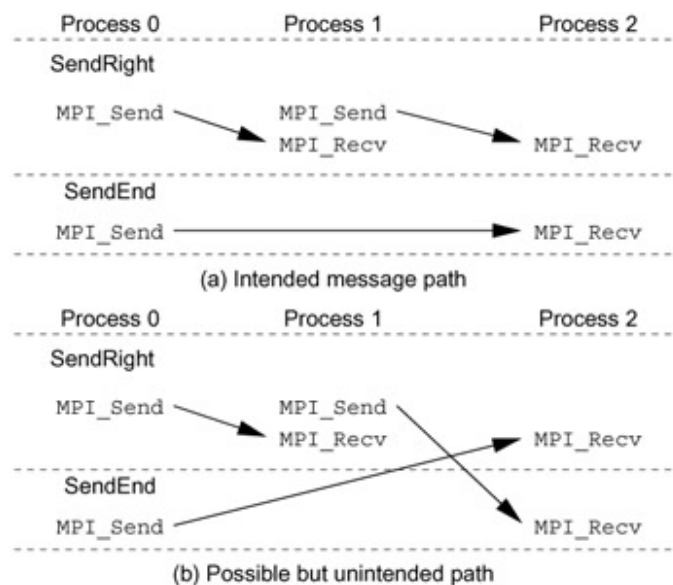 Process 0 Process 1 Process 2
SendRight
MPI_Send MPI_Send
MPI_Recv MPI_Recv
SendEnd
MPI_Send MPI_Recv
(a) Intended message path
Process 0 Process 1 Process 2
SendRight
MPI_Send MPI_Send
MPI_Recv MPI_Recv
SendEnd
MPI_Send MPI_Recv
(b) Possible but unintended path